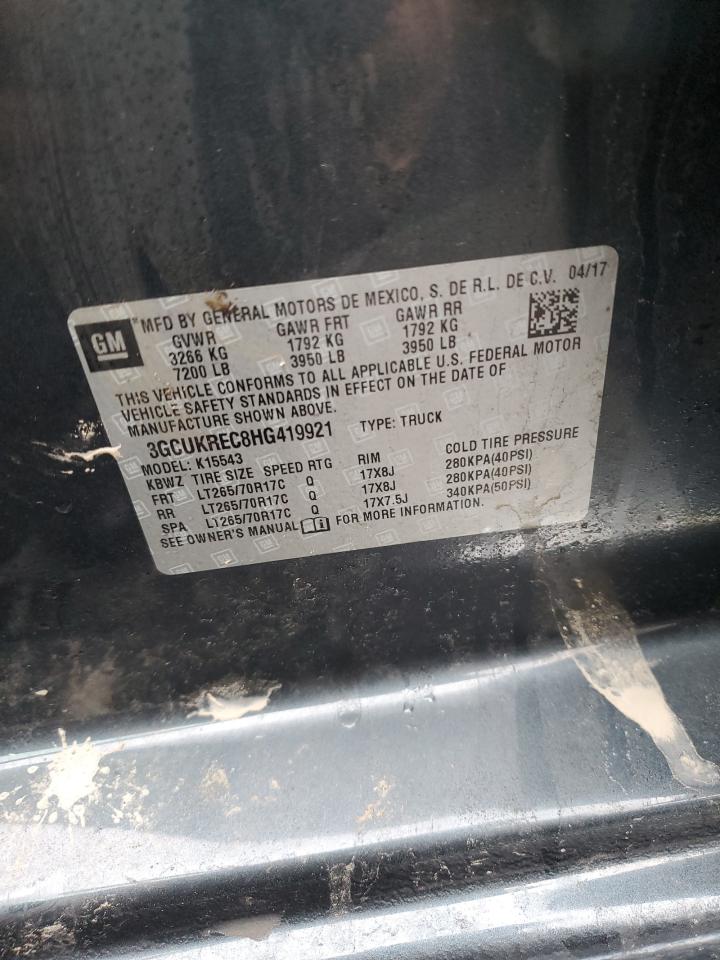 GM
*MFD BY GENERAL MOTORS DE MEXICO, S. DE R.L. DE C.V. 04/17
GVWR GAWR FRT GAWR RR
3266 KG 1792 KG 1792 KG
7200 LB 3950 LB 3950 LB
THIS VEHICLE CONFORMS TO ALL APPLICABLE U.S. FEDERAL MOTOR
VEHICLE SAFETY STANDARDS IN EFFECT ON THE DATE OF
MANUFACTURE SHOWN ABOVE.
3GCUKREC8HG419921 TYPE: TRUCK
MODEL: K15543
KBWZ TIRE SIZE SPEED RTG RIM COLD TIRE PRESSURE
FRT LT265/70R17C Q 17X8J 280KPA(40PSI)
RR LT265/70R17C Q 17X8J 280KPA(40PSI)
SPA LT265/70R17C Q 17X7.5J 340KPA(50PSI)
SEE OWNER'S MANUAL FOR MORE INFORMATION.